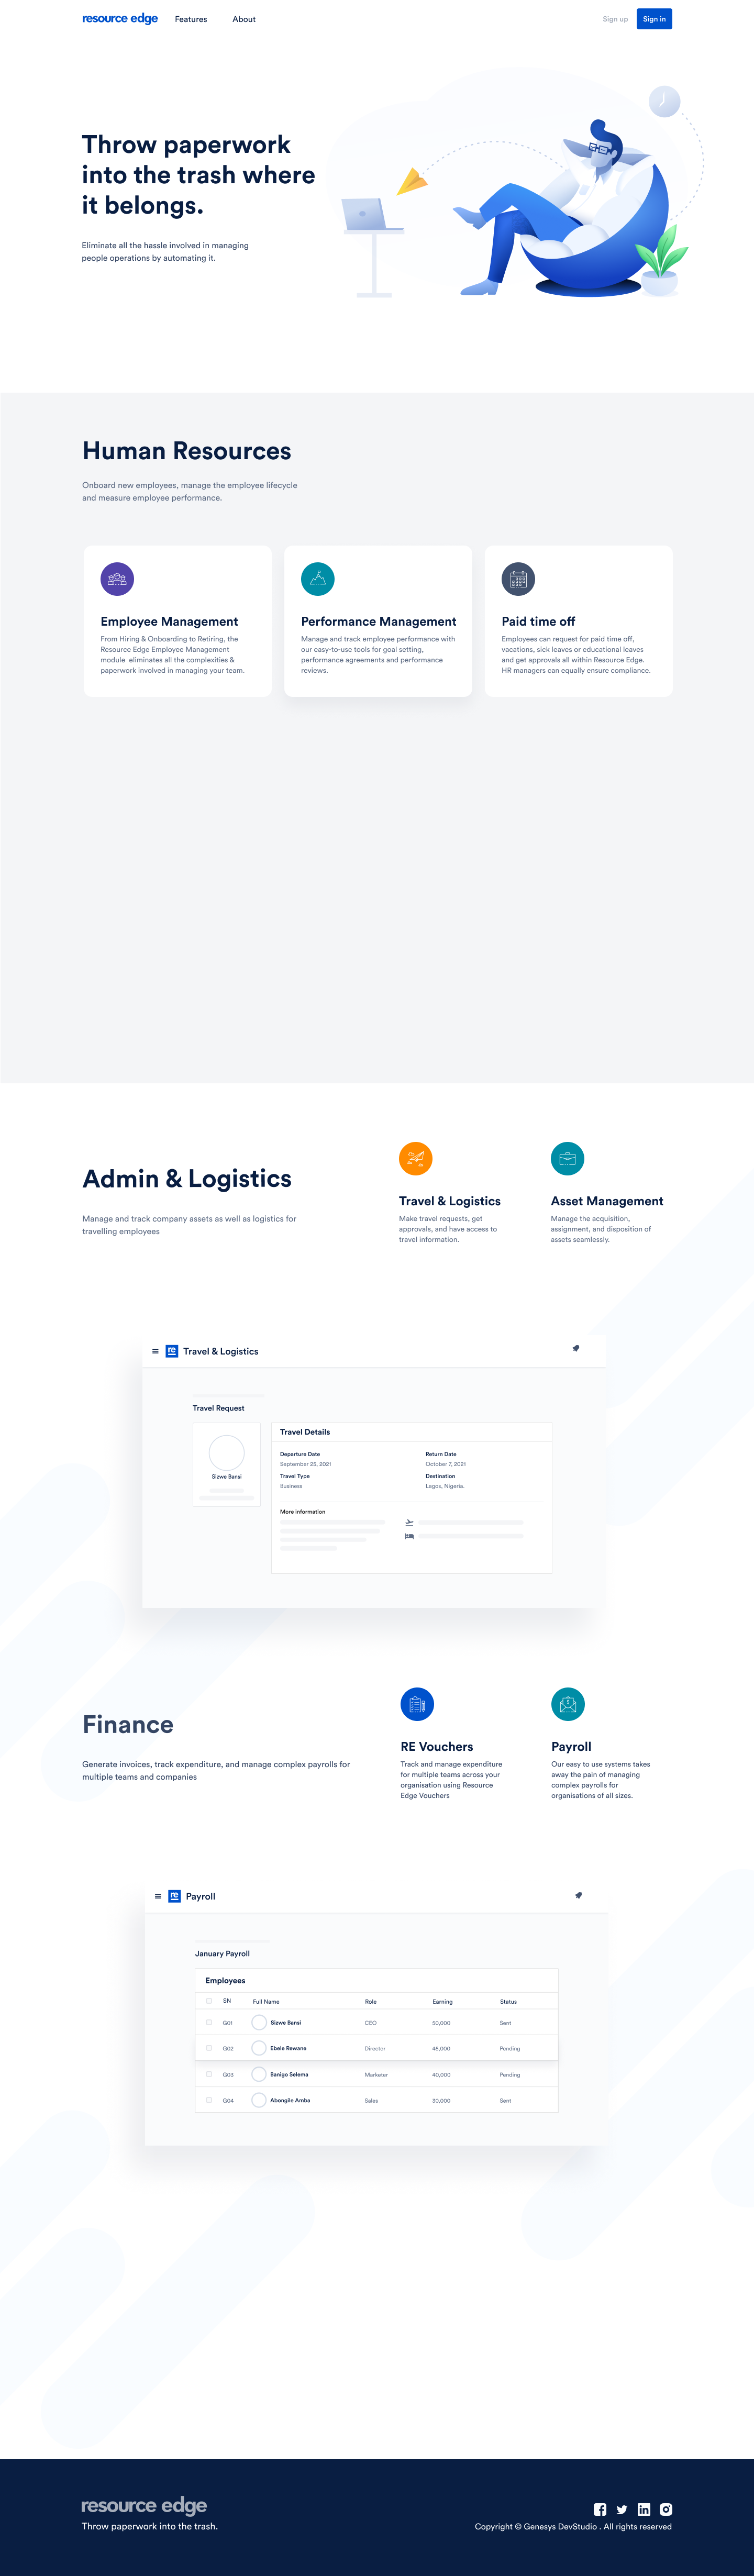 resource edge
Features
About
Sign up
Sign in
Throw paperwork
into the trash where
it belongs.
Eliminate all the hassle involved in managing
people operations by automating it.
Human Resources
Onboard new employees, manage the employee lifecycle
and measure employee performance.
Employee Management
From Hiring & Onboarding to Retiring, the
Resource Edge Employee Management
module eliminates all the complexities &
paperwork involved in managing your team.
Performance Management
Manage and track employee performance with
our easy-to-use tools for goal setting,
performance agreements and performance
reviews.
Paid time off
Employees can request for paid time off,
vacations, sick leaves or educational leaves
and get approvals all within Resource Edge.
HR managers can equally ensure compliance.
Admin & Logistics
Manage and track company assets as well as logistics for
travelling employees
Travel & Logistics
Make travel requests, get
approvals, and have access to
travel information.
Asset Management
Manage the acquisition,
assignment, and disposition of
assets seamlessly.
re
Travel & Logistics
Travel Request
Sizwe Bansi
Travel Details
Departure Date
Return Date
September 25, 2021
October 7, 2021
Travel Type
Destination
Business
Lagos, Nigeria.
More information
Finance
Generate invoices, track expenditure, and manage complex payrolls for
multiple teams and companies
RE Vouchers
Track and manage expenditure
for multiple teams across your
organisation using Resource
Edge Vouchers
Payroll
Our easy to use systems takes
away the pain of managing
complex payrolls for
organisations of all sizes.
re
Payroll
January Payroll
Employees
SN Full Name Role Earning Status
G01 Sizwe Bansi CEO 50,000 Sent
G02 Ebele Rewane Director 45,000 Pending
G03 Banigo Selema Marketer 40,000 Pending
G04 Abongile Amba Sales 30,000 Sent
resource edge
Throw paperwork into the trash.
Copyright © Genesys DevStudio . All rights reserved